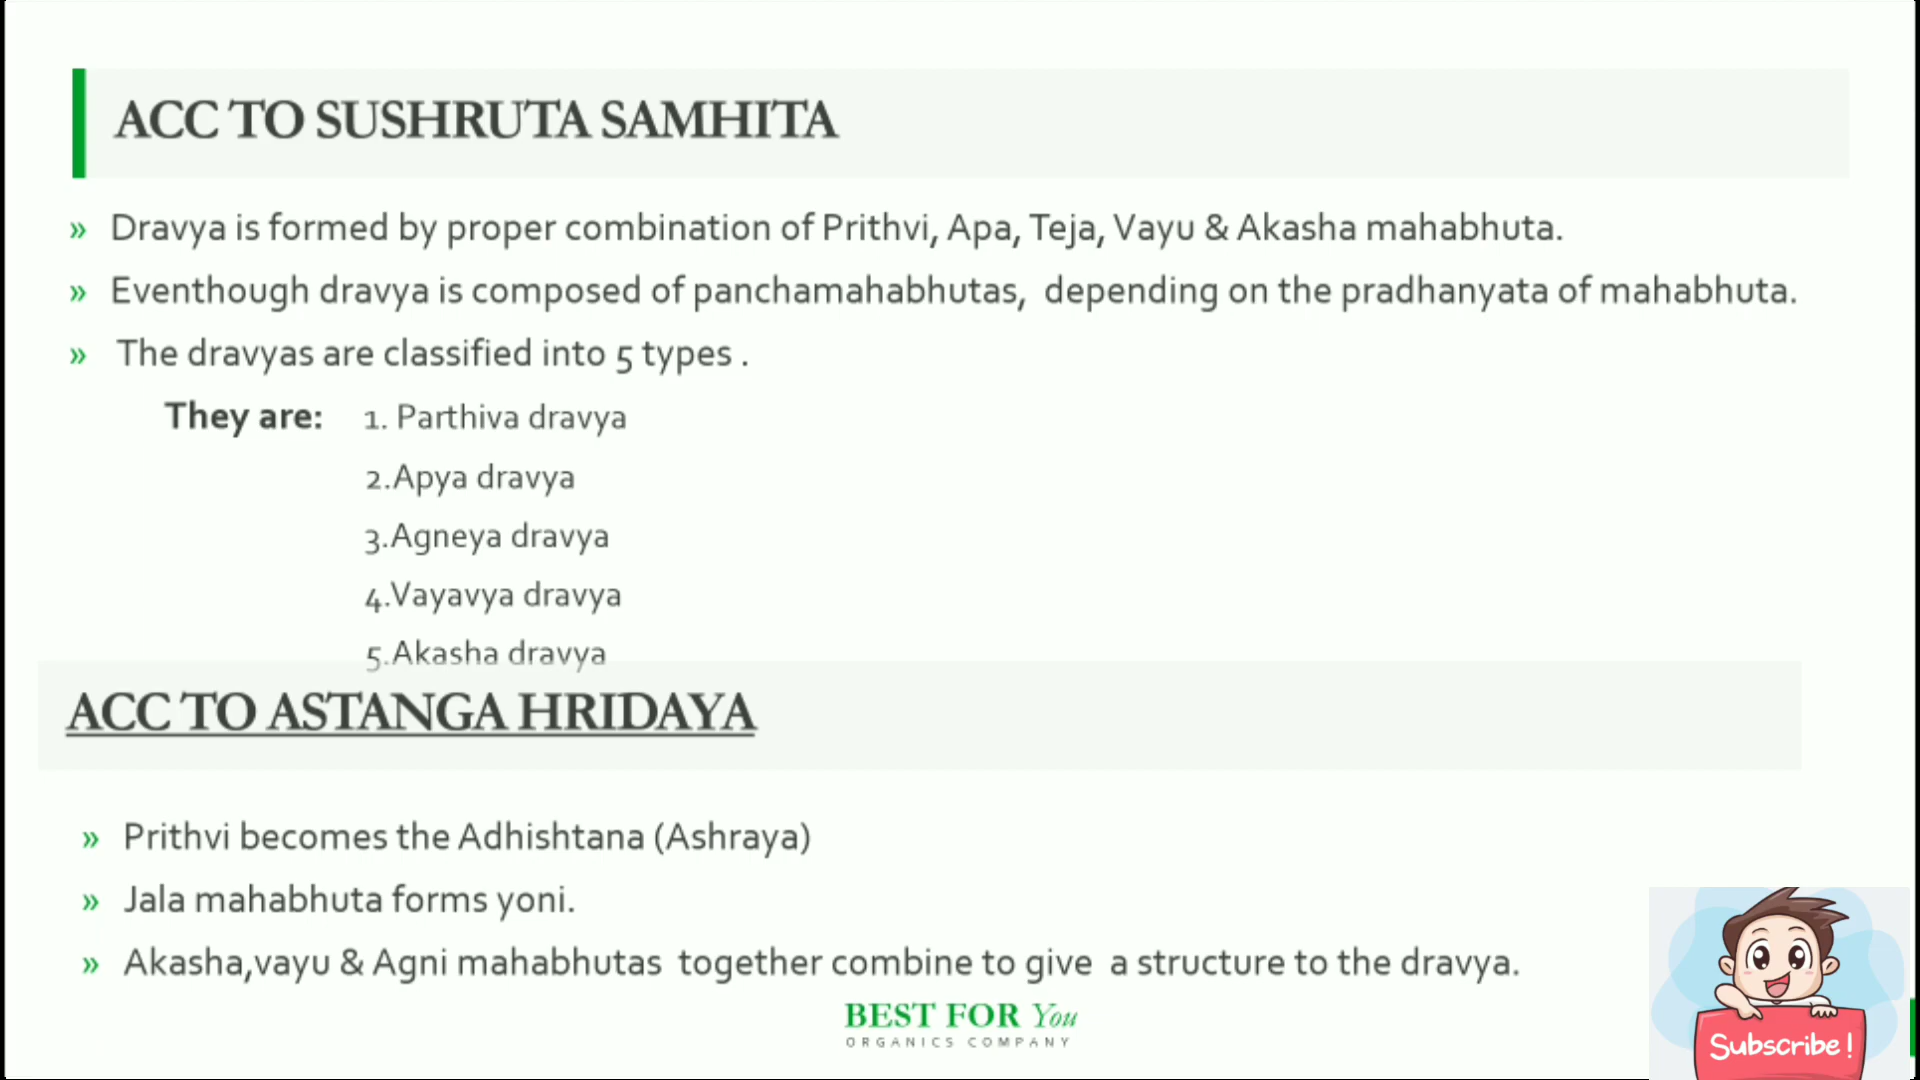 ACC TO SUSHRUTA SAMHITA
» Dravya is formed by proper combination of Prithvi, Apa, Teja, Vayu & Akasha mahabhuta.
» Eventhough dravya is composed of panchamahabhutas, depending on the pradhanyata of mahabhuta.
» The dravyas are classified into 5 types .
They are: 1. Parthiva dravya
2.Apya dravya
3.Agneya dravya
4.Vayavya dravya
5.Akasha dravya
ACC TO ASTANGA HRIDAYA
» Prithvi becomes the Adhishtana (Ashraya)
» Jala mahabhuta forms yoni.
» Akasha,vayu & Agni mahabhutas together combine to give a structure to the dravya.
BEST FOR You
ORGANICS COMPANY
Subscribe!